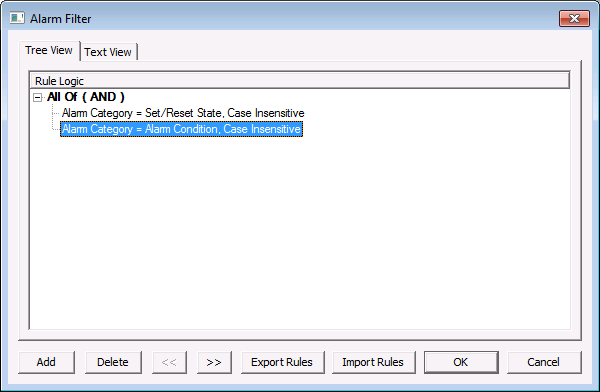 Alarm Filter
Tree View
Text View
Rule Logic
All Of ( AND )
Alarm Category = Set/Reset State, Case Insensitive
Alarm Category = Alarm Condition, Case Insensitive
Add
Delete
<<
>>
Export Rules
Import Rules
OK
Cancel